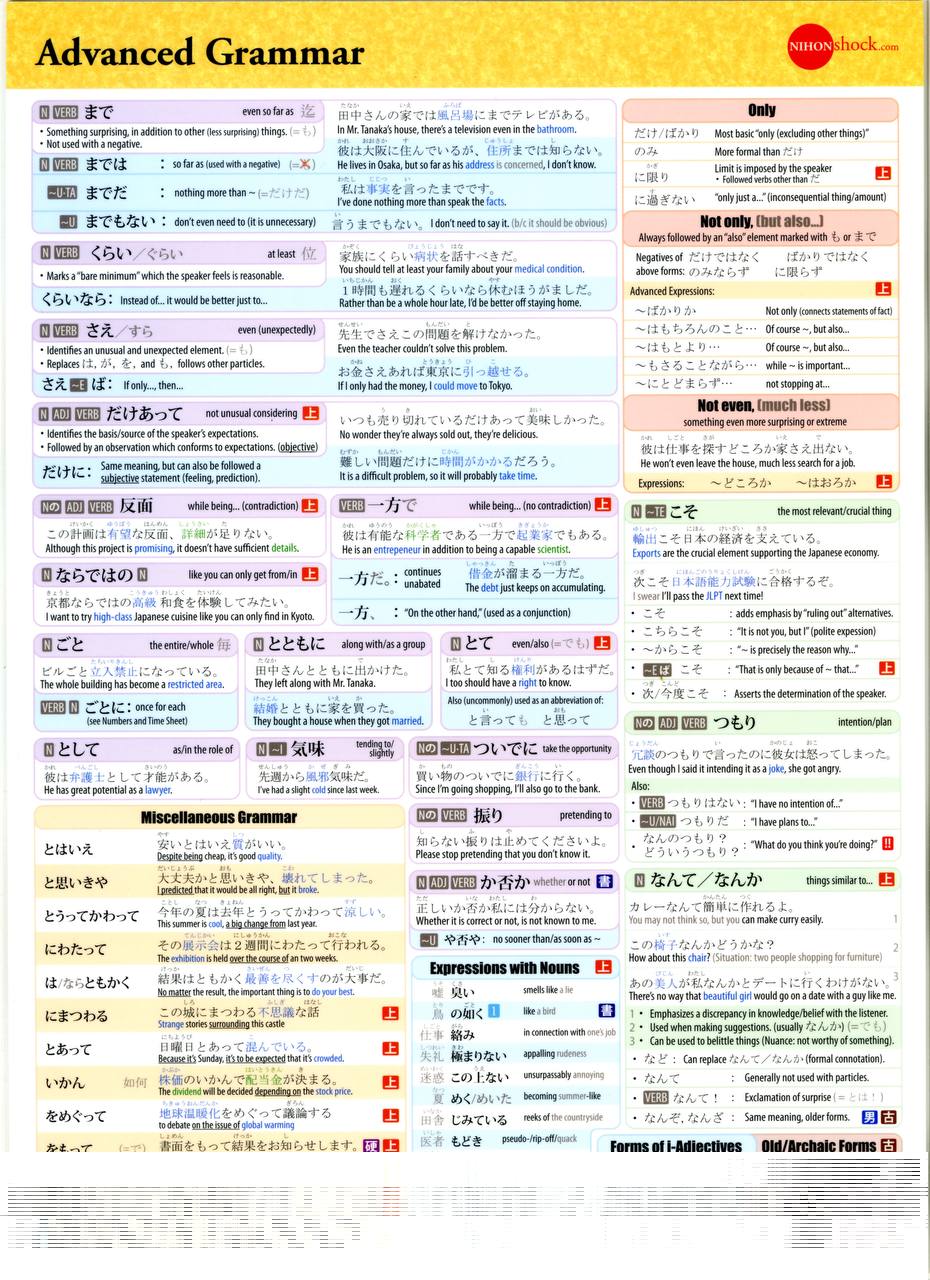 Advanced Grammar
NIHONshock.com
N VERB まで even so far as 迄
• Something surprising, in addition to other (less surprising) things. (=も)
• Not used with a negative.
N VERB までは : so far as (used with a negative)
~U-TA までだ : nothing more than ~ (=だけだ)
~U までもない : don't even need to (it is unnecessary)
田中さんの家では風呂場にまでテレビがある。
In Mr. Tanaka's house, there's a television even in the bathroom.
彼は大阪に住んでいるが、住所までは知らない。
He lives in Osaka, but so far as his address is concerned, I don't know.
私は事実を言ったまでです。
I've done nothing more than speak the facts.
言うまでもない。 I don't need to say it. (b/c it should be obvious)
N VERB くらい/ぐらい at least 位
• Marks a "bare minimum" which the speaker feels is reasonable.
くらいなら: Instead of... it would be better just to...
家族にくらい病状を話すべきだ。
You should tell at least your family about your medical condition.
1時間も遅れるくらいなら休むほうがましだ。
Rather than be a whole hour late, I'd be better off staying home.
N VERB さえ/すら even (unexpectedly)
• Identifies an unusual and unexpected element. (=も)
• Replaces は, が, を, and も, follows other particles.
さえ ~E ば: If only..., then...
先生でさえこの問題を解けなかった。
Even the teacher couldn't solve this problem.
お金さえあれば東京に引っ越せる。
If I only had the money, I could move to Tokyo.
N ADJ VERB だけあって not unusual considering 上
• Identifies the basis/source of the speaker's expectations.
• Followed by an observation which conforms to expectations. (objective)
だけに: Same meaning, but can also be followed a
subjective statement (feeling, prediction).
いつも売り切れているだけあって美味しかった。
No wonder they're always sold out, they're delicious.
難しい問題だけに時間がかかるだろう。
It is a difficult problem, so it will probably take time.
Nの ADJ VERB 反面 while being... (contradiction) 上
この計画は有望な反面、詳細が足りない。
Although this project is promising, it doesn't have sufficient details.
VERB 一方で while being... (no contradiction) 上
彼は有能な科学者である一方で起業家でもある。
He is an entrepeneur in addition to being a capable scientist.
一方だ。: continues
unabated
借金が溜まる一方だ。
The debt just keeps on accumulating.
一方、 : "On the other hand," (used as a conjunction)
N ならではの N like you can only get from/in 上
京都ならではの高級 和食を体験してみたい。
I want to try high-class Japanese cuisine like you can only find in Kyoto.
N ごと the entire/whole 毎
ビルごと立入禁止になっている。
The whole building has become a restricted area.
VERB N ごとに: once for each
(see Numbers and Time Sheet)
N とともに along with/as a group
田中さんとともに出かけた。
They left along with Mr. Tanaka.
結婚とともに家を買った。
They bought a house when they got married.
N とて even/also (=でも) 上
私とて知る権利があるはずだ。
I too should have a right to know.
Also (uncommonly) used as an abbreviation of:
と言っても と思って
N として as/in the role of
彼は弁護士として才能がある。
He has great potential as a lawyer.
N ~I 気味 tending to/
slightly
先週から風邪気味だ。
I've had a slight cold since last week.
Nの ~U-TA ついでに take the opportunity
買い物のついでに銀行に行く。
Since I'm going shopping, I'll also go to the bank.
Miscellaneous Grammar
とはいえ 安いとはいえ質がいい。
Despite being cheap, it's good quality.
と思いきや 大丈夫かと思いきや、壊れてしまった。
I predicted that it would be all right, but it broke.
とうってかわって 今年の夏は去年とうってかわって涼しい。
This summer is cool, a big change from last year.
にわたって その展示会は2週間にわたって行われる。
The exhibition is held over the course of an two weeks.
は/ならともかく 結果はともかく最善を尽くすのが大事だ。
No matter the result, the important thing is to do your best.
にまつわる この城にまつわる不思議な話 上
Strange stories surrounding this castle
とあって 日曜日とあって混んでいる。 上
Because it's Sunday, it's to be expected that it's crowded.
いかん 如何 株価のいかんで配当金が決まる。 上
The dividend will be decided depending on the stock price.
をめぐって 地球温暖化をめぐって議論する 上
to debate on the issue of global warming
をもって (=で) 書面をもって結果をお知らせします。 硬 上
Nの VERB 振り pretending to
知らない振りは止めてくださいよ。
Please stop pretending that you don't know it.
N ADJ VERB か否か whether or not 書
正しいか否か私には分からない。
Whether it is correct or not, is not known to me.
~U や否や: no sooner than/as soon as ~
Expressions with Nouns 上
嘘 臭い smells like a lie
鳥 の如く 1 like a bird 書
仕事 絡み in connection with one's job
失礼 極まりない appalling rudeness
迷惑 この上ない unsurpassably annoying
夏 めく/めいた becoming summer-like
田舎 じみている reeks of the countryside
医者 もどき pseudo-/rip-off/quack
Only
だけ/ばかり Most basic "only (excluding other things)"
のみ More formal than だけ
に限り Limit is imposed by the speaker
• Followed verbs other than だ 上
に過ぎない "only just a..." (inconsequential thing/amount)
Not only, (but also...)
Always followed by an "also" element marked with も or まで
Negatives of だけではなく ばかりではなく
above forms: のみならず に限らず
Advanced Expressions: 上
〜ばかりか Not only (connects statements of fact)
〜はもちろんのこと… Of course ~, but also...
〜はもとより… Of course ~, but also...
〜もさることながら… while ~ is important...
〜にとどまらず… not stopping at...
Not even, (much less)
something even more surprising or extreme
彼は仕事を探すどころか家さえ出ない。
He won't even leave the house, much less search for a job.
Expressions: 〜どころか 〜はおろか 上
N ~TE こそ the most relevant/crucial thing
輸出こそ日本の経済を支えている。
Exports are the crucial element supporting the Japanese economy.
次こそ日本語能力試験に合格するぞ。
I swear I'll pass the JLPT next time!
• こそ : adds emphasis by "ruling out" alternatives.
• こちらこそ : "It is not you, but I" (polite expession)
• 〜からこそ : "~ is precisely the reason why..."
• ~Eば こそ : "That is only because of ~ that..." 上
• 次/今度こそ : Asserts the determination of the speaker.
Nの ADJ VERB つもり intention/plan
冗談のつもりで言ったのに彼女は怒ってしまった。
Even though I said it intending it as a joke, she got angry.
Also:
• VERB つもりはない : "I have no intention of..."
• ~U/NAI つもりだ : "I have plans to..."
• なんのつもり?
どういうつもり? : "What do you think you're doing?" !!
N なんて/なんか things similar to... 上
カレーなんて簡単に作れるよ。
You may not think so, but you can make curry easily. 1
この椅子なんかどうかな? 2
How about this chair? (Situation: two people shopping for furniture)
あの美人が私なんかとデートに行くわけがない。 3
There's no way that beautiful girl would go on a date with a guy like me.
1 • Emphasizes a discrepancy in knowledge/belief with the listener.
2 • Used when making suggestions. (usually なんか) (=でも)
3 • Can be used to belittle things (Nuance: not worthy of something).
• など : Can replace なんて/なんか (formal connotation).
• なんて : Generally not used with particles.
• VERB なんて! : Exclamation of surprise (= とは!)
• なんぞ, なんざ : Same meaning, older forms. 男 古
Forms of i-Adjectives
Old/Archaic Forms 古